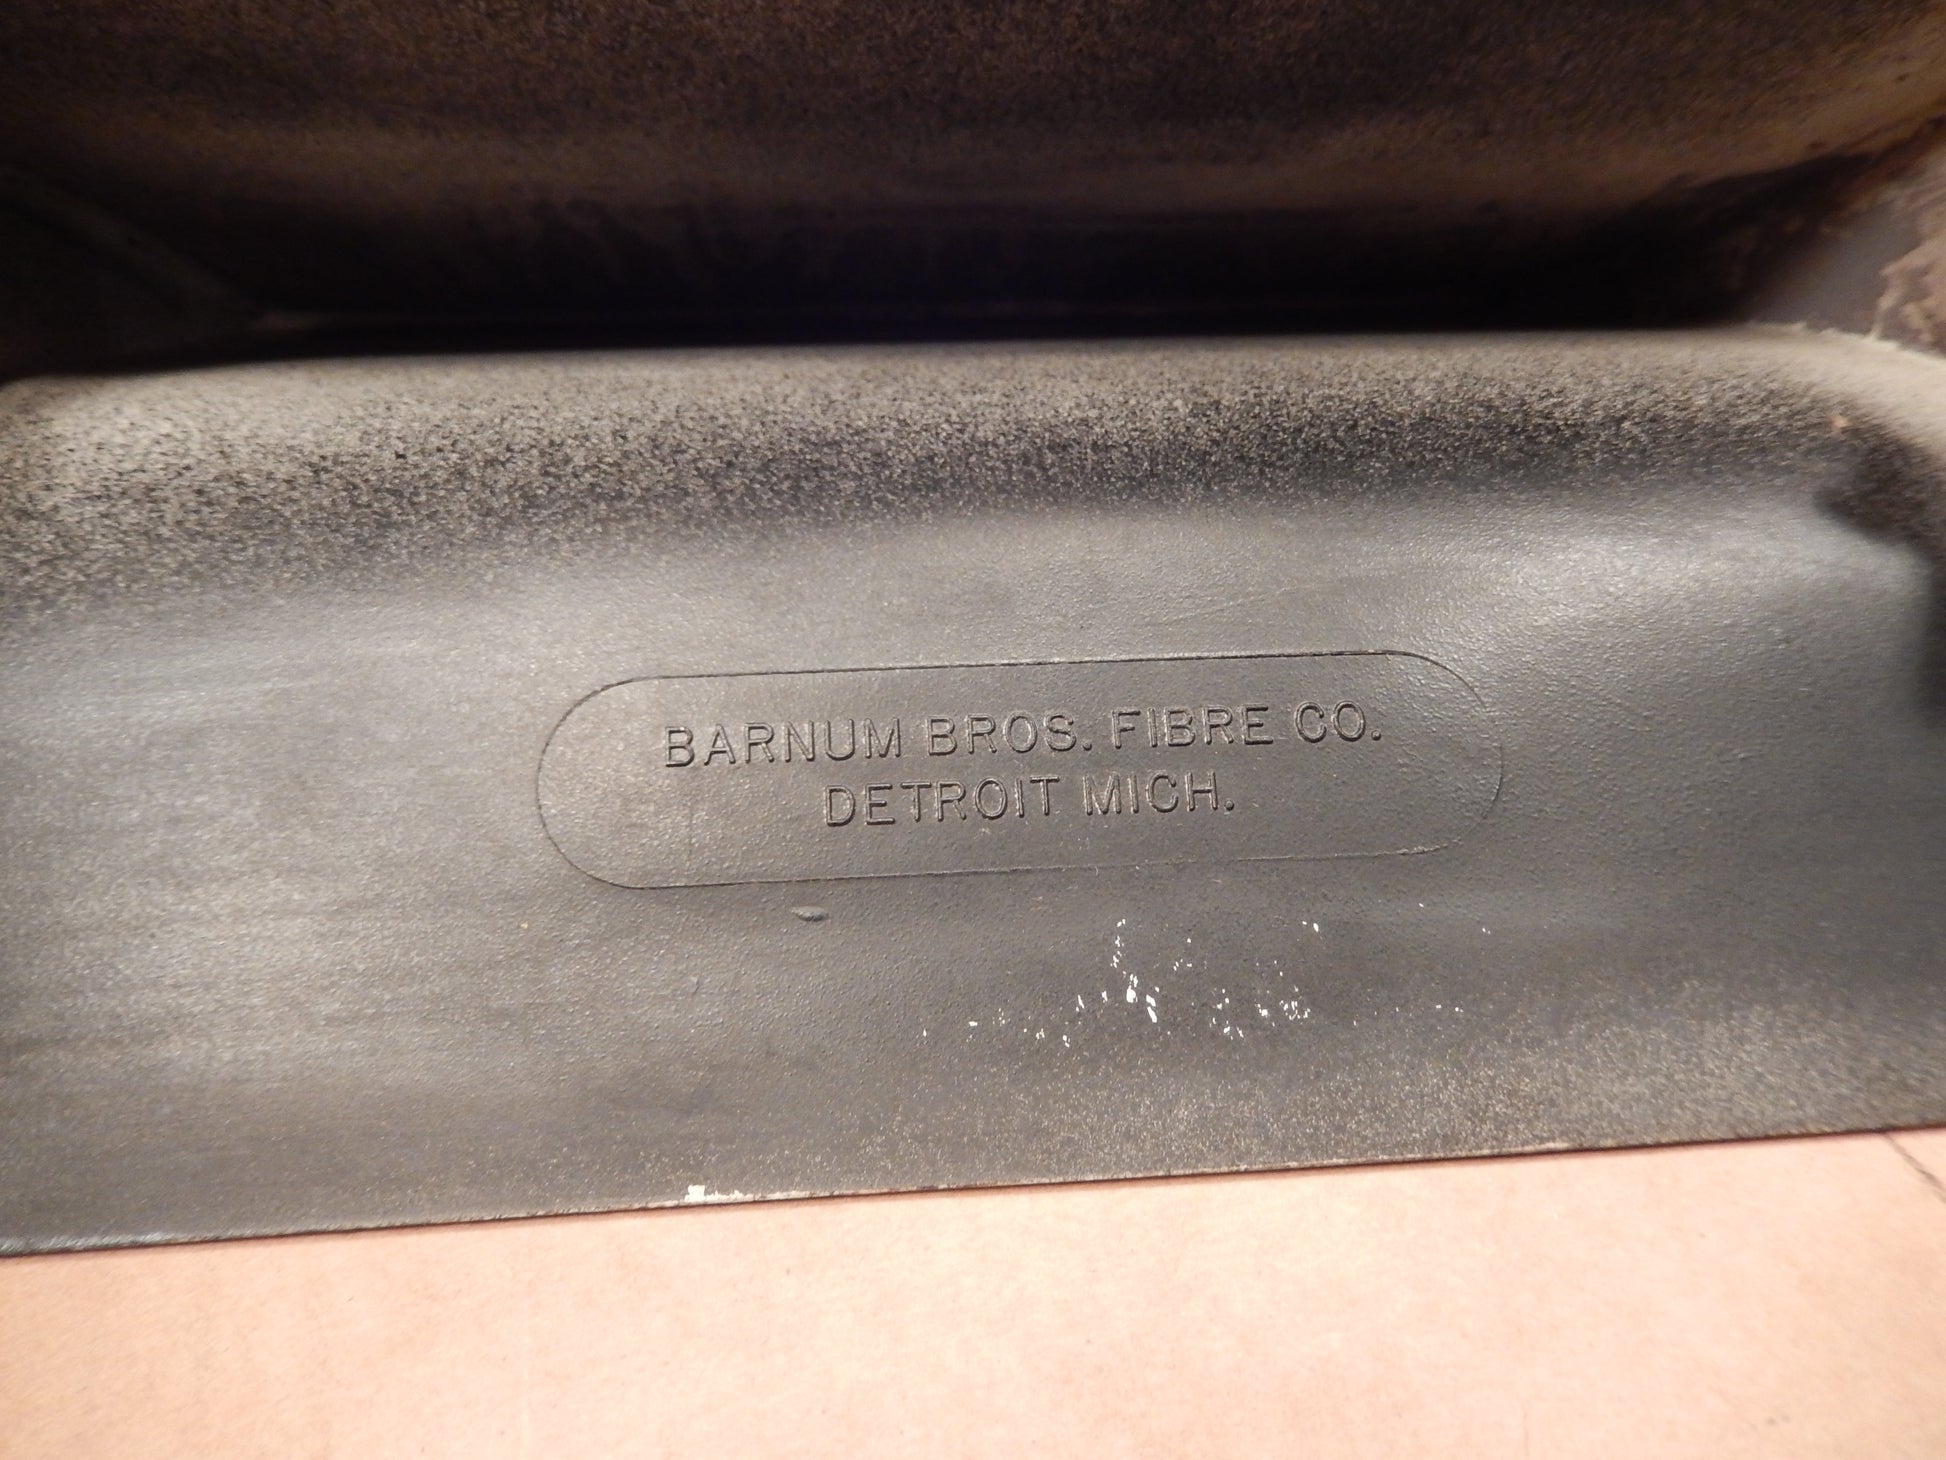 BARNUM BROS. FIBRE CO.
DETROIT MICH.